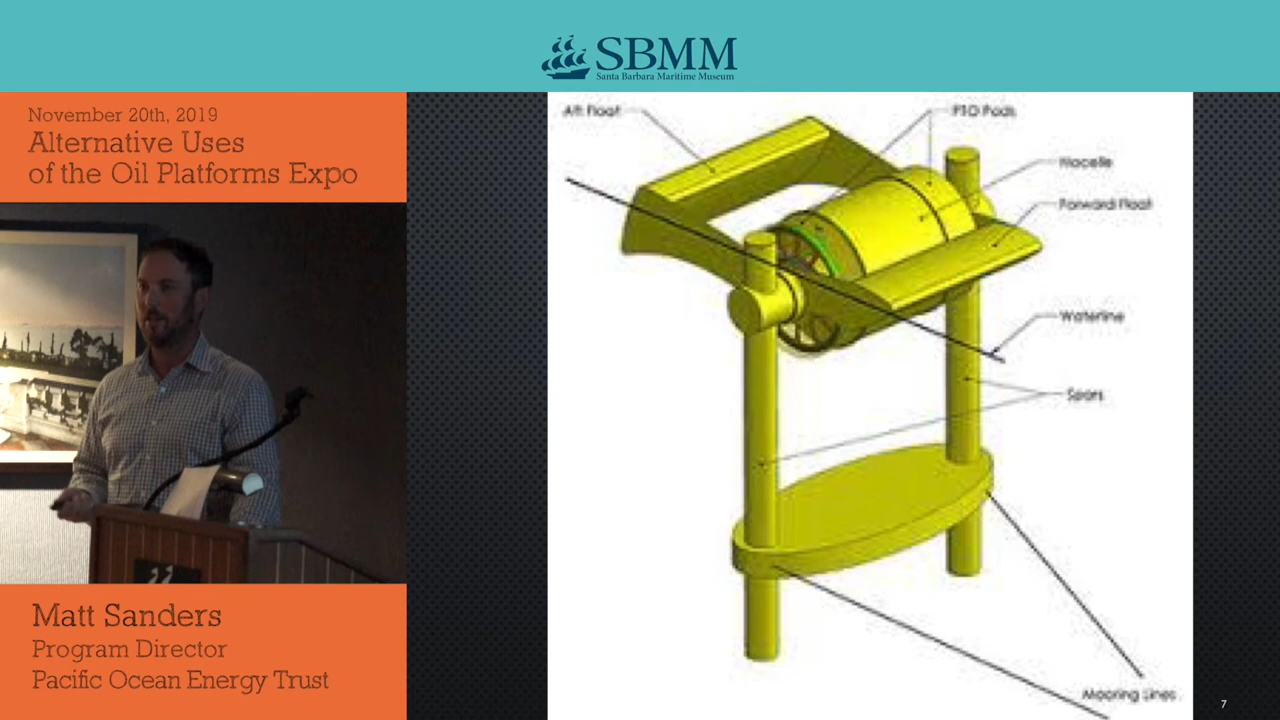 SBMM
Santa Barbara Maritime Museum
November 20th, 2019
Alternative Uses
of the Oil Platforms Expo
Matt Sanders
Program Director
Pacific Ocean Energy Trust
Aft Float
PTO Pods
Nacelle
Forward Float
Waterline
Spars
Mooring Lines
7